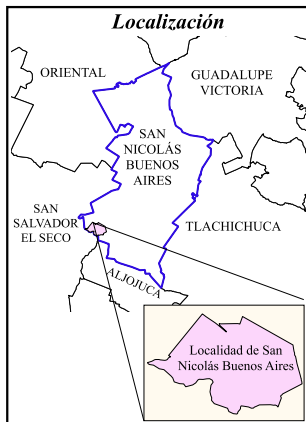 Localización
ORIENTAL
GUADALUPE
VICTORIA
SAN
NICOLÁS
BUENOS
AIRES
SAN
SALVADOR
EL SECO
TLACHICHUCA
ALJOJUCA
Localidad de San
Nicolás Buenos Aires